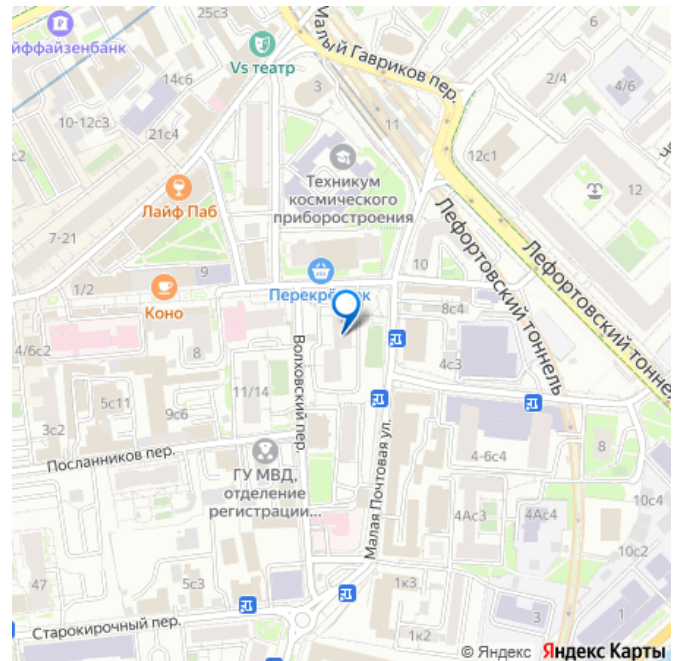 25с3
йффайзенбанк
Vs театр
Малый Гавриков пер.
6
3
14с6
2/4
4/6
10-12с3
21с4
11
12с1
с2
Техникум
космического
приборостроения
12
Лайф Паб
7-21
Лефортовский тоннель
Лефортовский тоннель
10
9
1/2
Перекрёсток
Коно
8с4
4/6с2
8
Волховский пер.
4с3
11/14
5с11
9с6
3с2
Посланников пер.
ГУ МВД,
отделение
регистрации...
Малая Почтовая ул.
4-6с4
8
4Ас3
4Ас4
10с4
10с2
47
5с3
1к3
3
1
Старокирочный пер.
1к2
© Яндекс Яндекс Карты